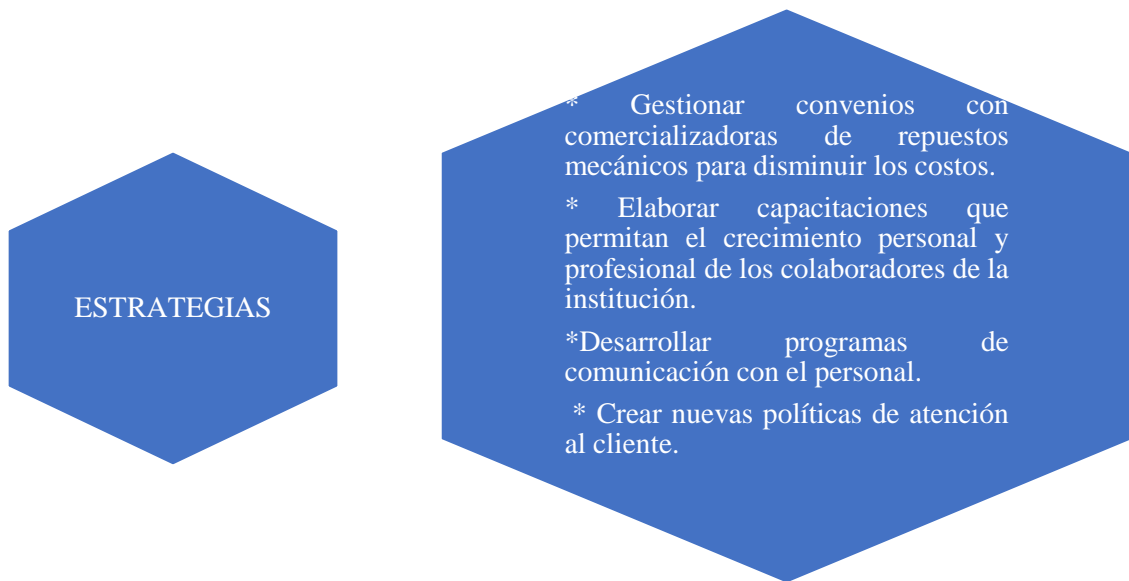 ESTRATEGIAS
* Gestionar convenios con
comercializadoras de repuestos
mecánicos para disminuir los costos.
* Elaborar capacitaciones que
permitan el crecimiento personal y
profesional de los colaboradores de la
institución.
*Desarrollar programas de
comunicación con el personal.
* Crear nuevas políticas de atención
al cliente.